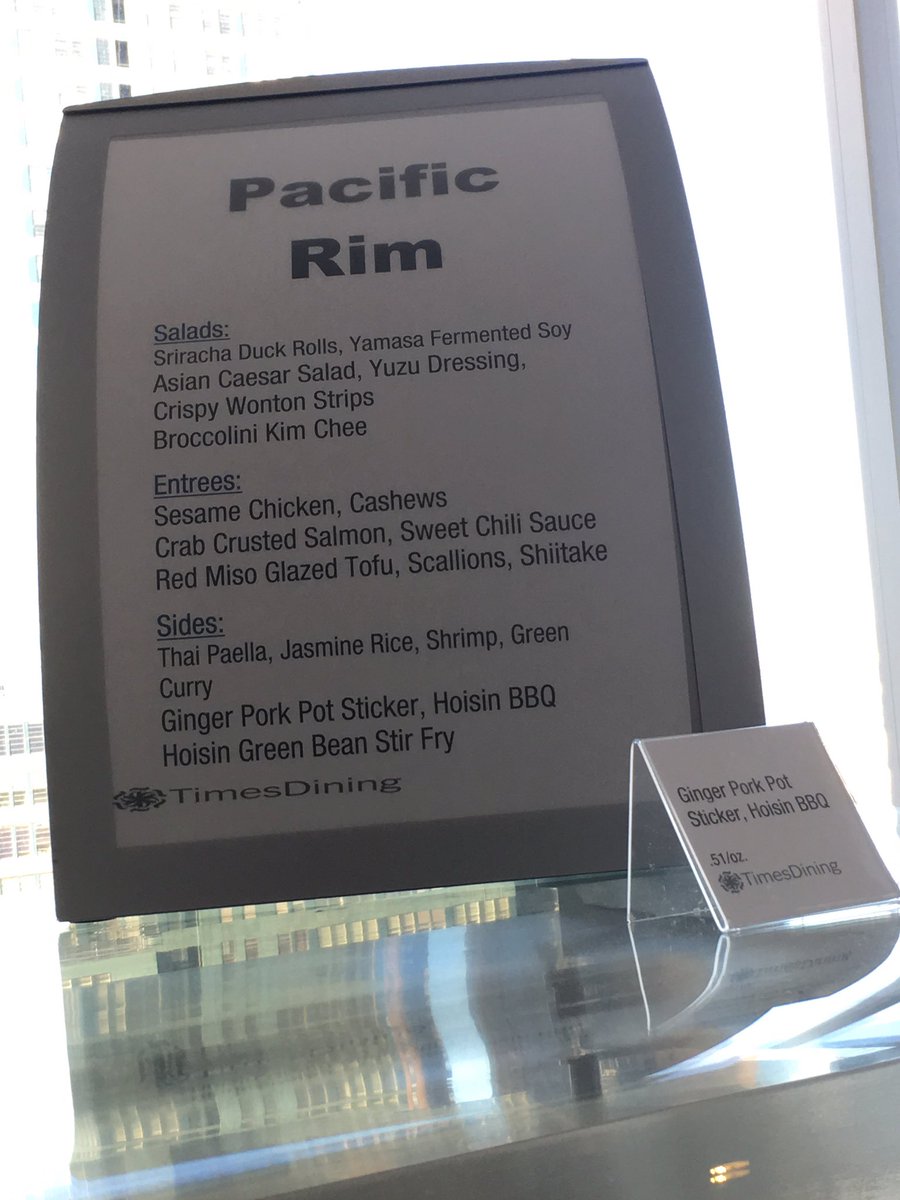 Pacific
Rim
Salads:
Sriracha Duck Rolls, Yamasa Fermented Soy
Asian Caesar Salad, Yuzu Dressing,
Crispy Wonton Strips
Broccolini Kim Chee
Entrees:
Sesame Chicken, Cashews
Crab Crusted Salmon, Sweet Chili Sauce
Red Miso Glazed Tofu, Scallions, Shiitake
Sides:
Thai Paella, Jasmine Rice, Shrimp, Green
Curry
Ginger Pork Pot Sticker, Hoisin BBQ
Hoisin Green Bean Stir Fry
TimesDining
Ginger Pork Pot
Sticker, Hoisin BBQ
.51/oz.
TimesDining